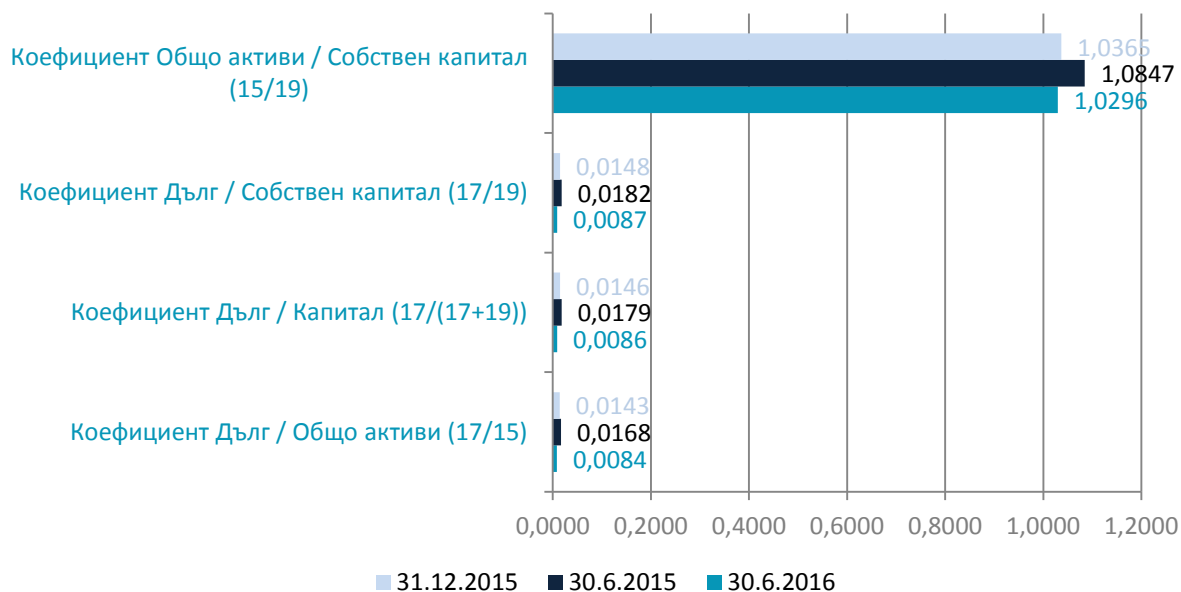 Коефициент Общо активи / Собствен капитал
(15/19)
1,0365
1,0847
1,0296
Коефициент Дълг / Собствен капитал (17/19)
0,0148
0,0182
0,0087
Коефициент Дълг / Капитал (17/(17+19))
0,0146
0,0179
0,0086
Коефициент Дълг / Общо активи (17/15)
0,0143
0,0168
0,0084
0,0000 0,2000 0,4000 0,6000 0,8000 1,0000 1,2000
31.12.2015 30.6.2015 30.6.2016